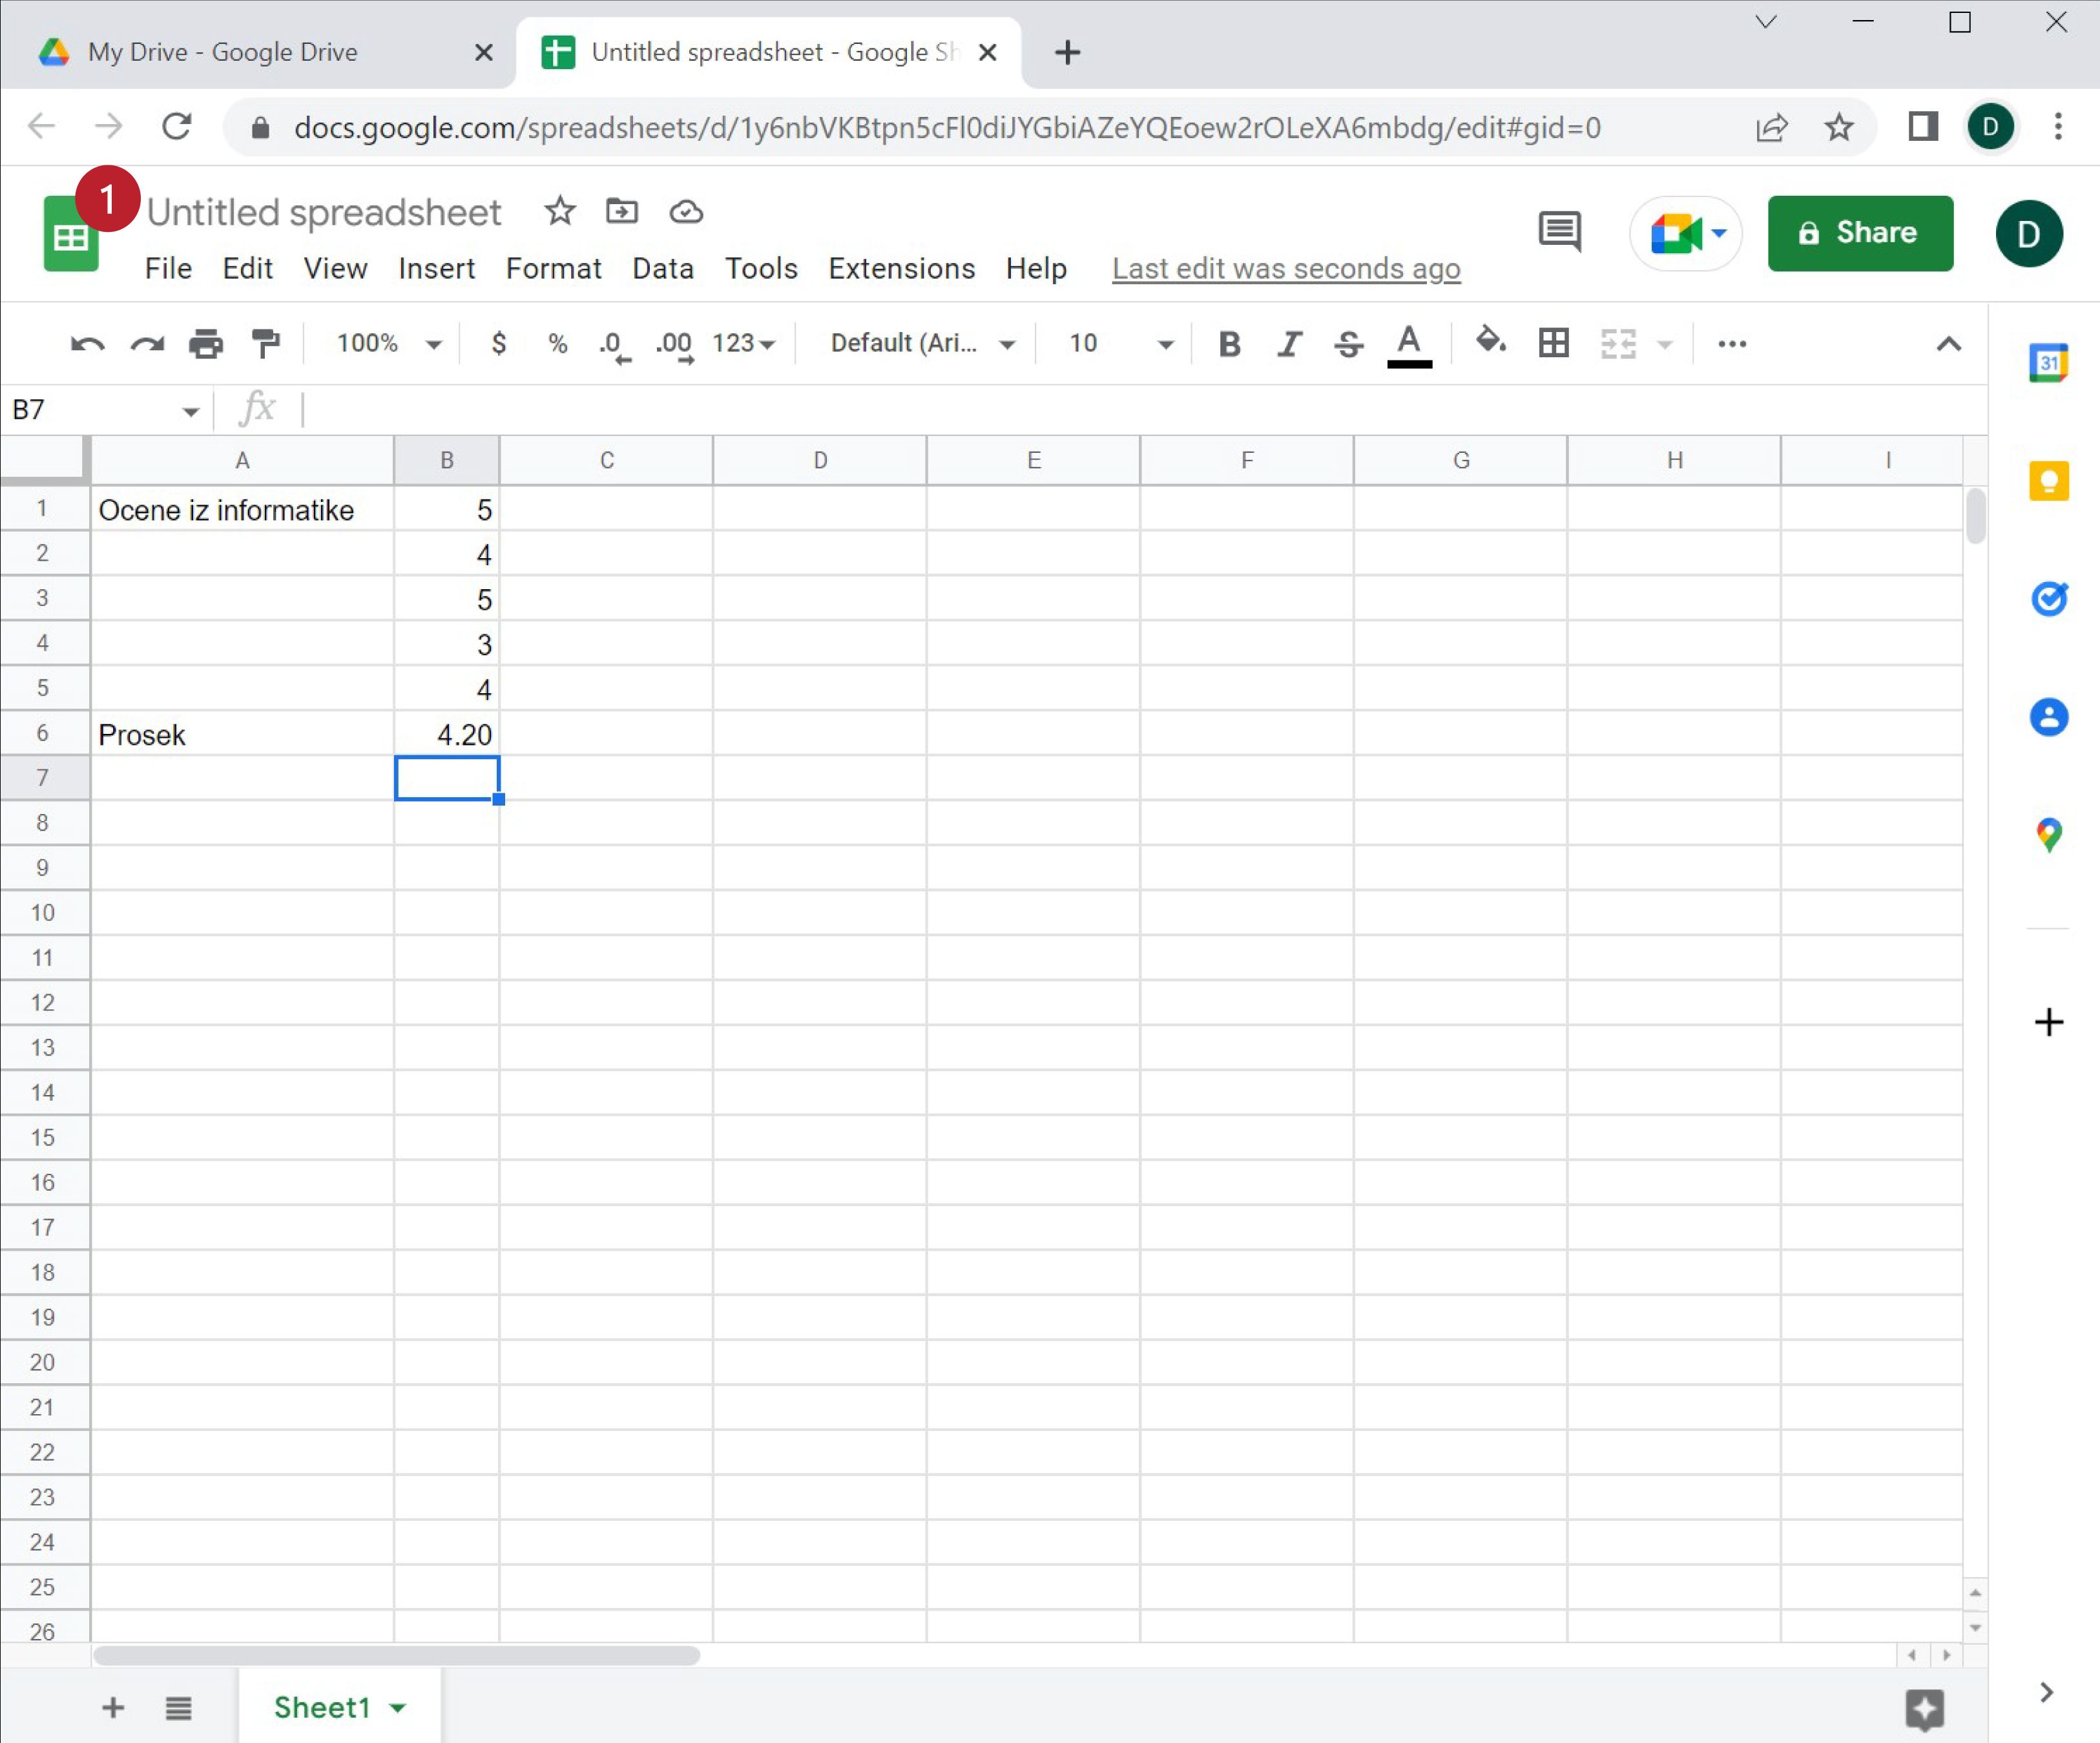 My Drive - Google Drive
Untitled spreadsheet - Google Sh
docs.google.com/spreadsheets/d/1y6nbVKBtpn5cFl0diJYGbiAZeYQEoew2rOLeXA6mbdg/edit#gid=0
D
1
Untitled spreadsheet
File Edit View Insert Format Data Tools Extensions Help Last edit was seconds ago
Share
D
100% $ % .0 .00 123 Default (Ari... 10 B I S A
31
B7 fx
A B C D E F G H I
1 Ocene iz informatike 5
2 4
3 5
4 3
5 4
6 Prosek 4.20
7
8
9
10
11
12
13
14
15
16
17
18
19
20
21
22
23
24
25
26
Sheet1